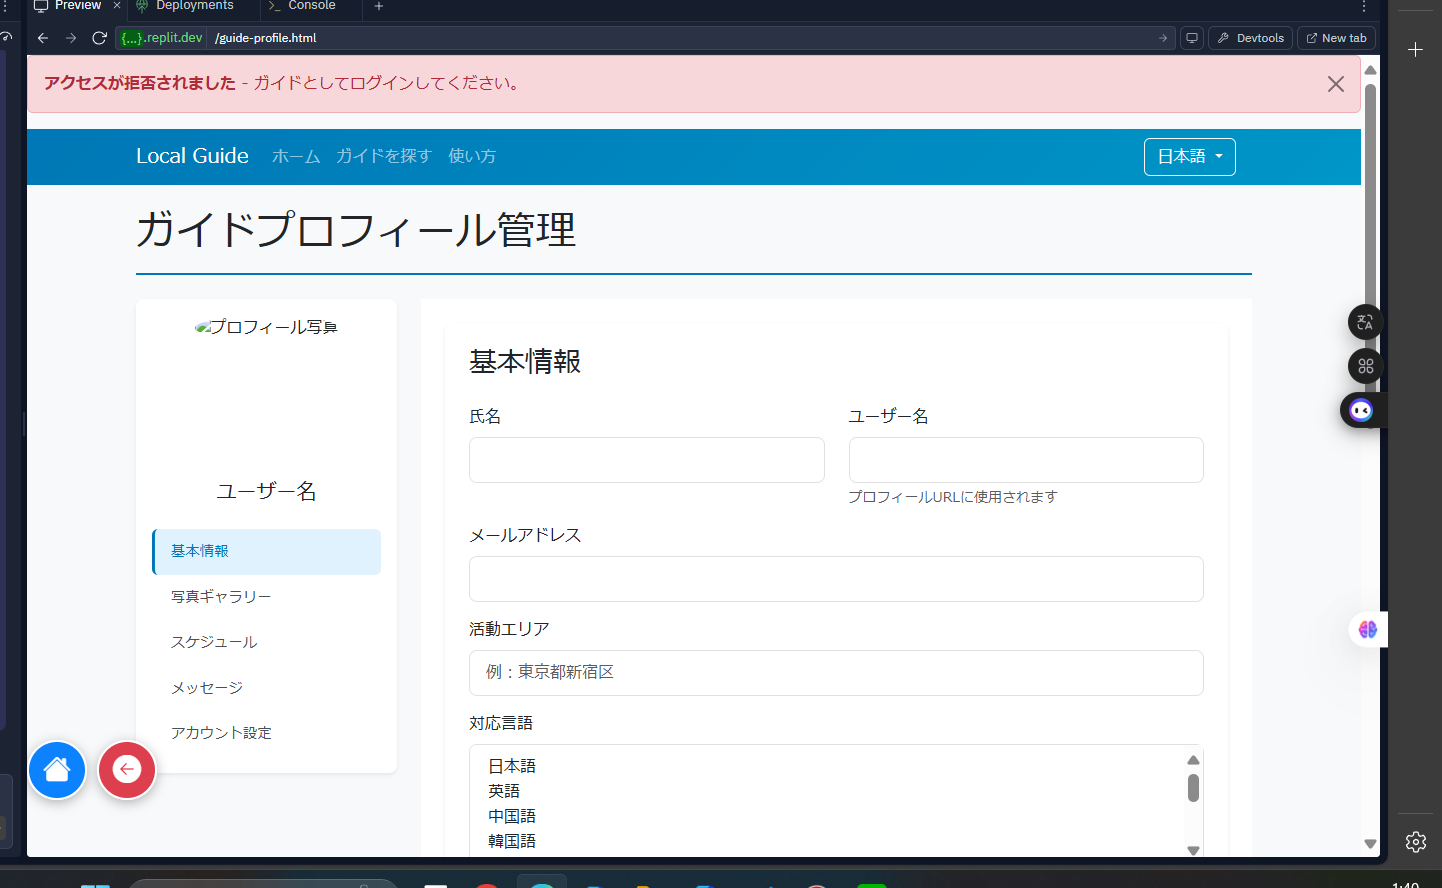 Preview
Deployments
Console
{...}.replit.dev /guide-profile.html
Devtools
New tab
アクセスが拒否されました - ガイドとしてログインしてください。
Local Guide ホーム ガイドを探す 使い方
日本語
ガイドプロフィール管理
プロフィール写真
ユーザー名
基本情報
写真ギャラリー
スケジュール
メッセージ
アカウント設定
基本情報
氏名
ユーザー名
プロフィールURLに使用されます
メールアドレス
活動エリア
例：東京都新宿区
対応言語
日本語
英語
中国語
韓国語
1:40